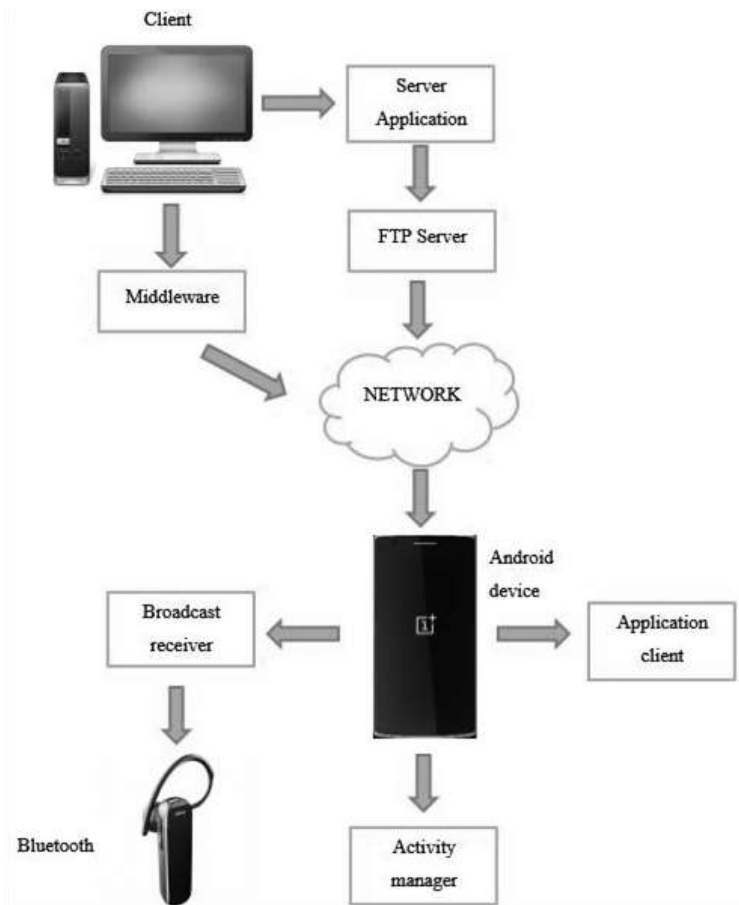 Client
Server
Application
FTP Server
Middleware
NETWORK
Android
device
Broadcast
receiver
Application
client
Bluetooth
Activity
manager